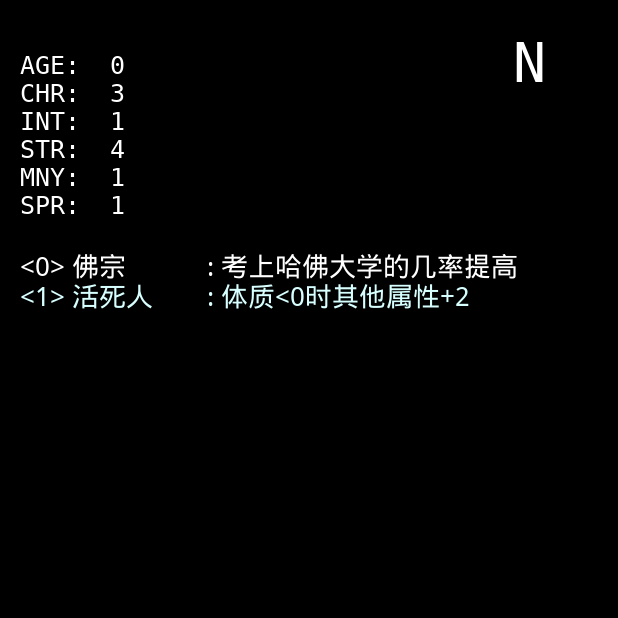 N
AGE: 0
CHR: 3
INT: 1
STR: 4
MNY: 1
SPR: 1
<0> 佛宗 : 考上哈佛大学的几率提高
<1> 活死人 : 体质<0时其他属性+2